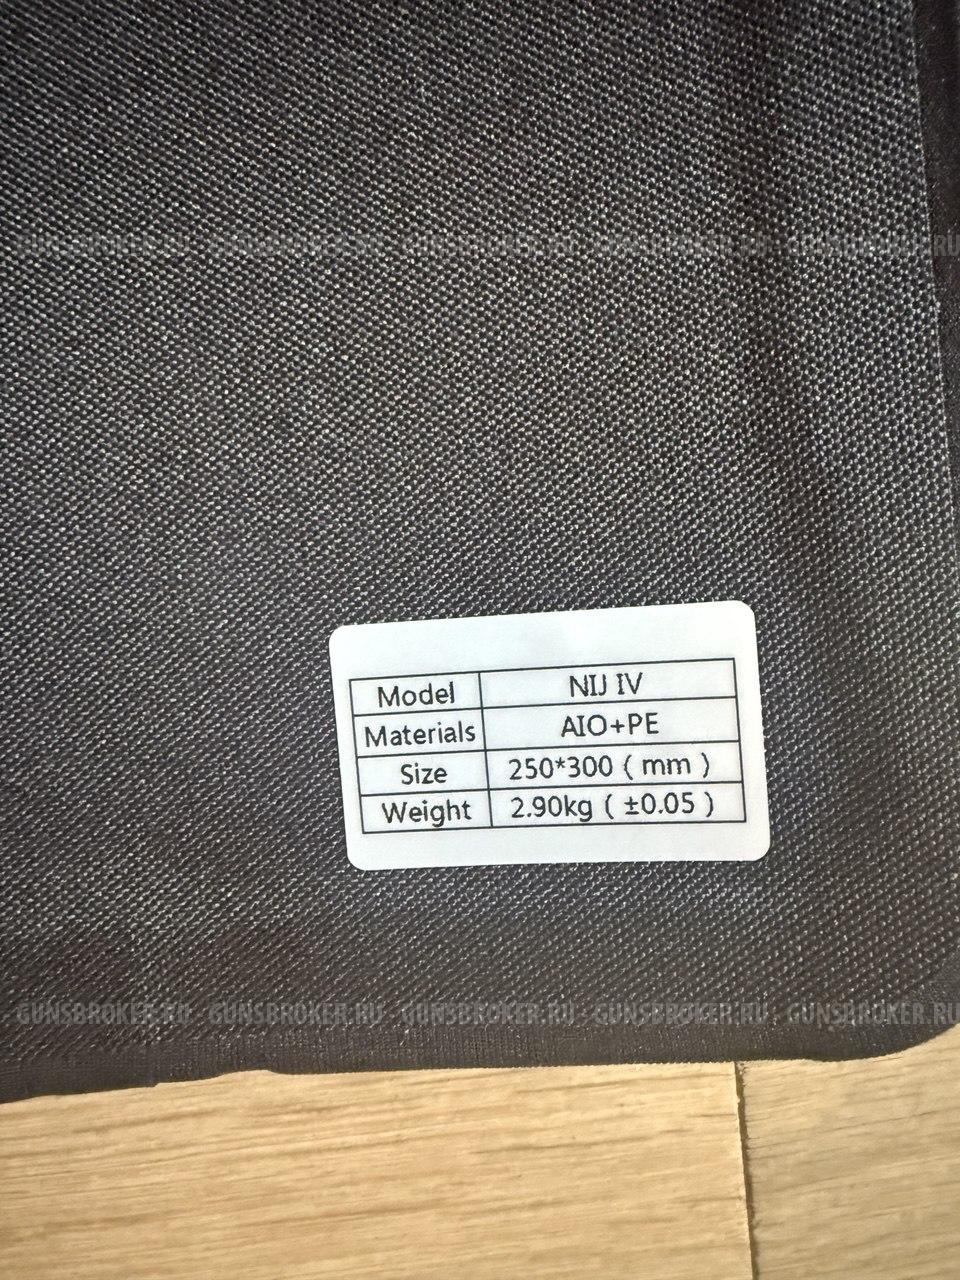 GUNSBROKER.RU GUNSBROKER.RU GUNSBROKER.RU GUNSBROKER.RU GUNSBROKER.RU
Model NIJ IV
Materials AIO+PE
Size 250*300 ( mm )
Weight 2.90kg ( ±0.05 )
GUNSBROKER.RU GUNSBROKER.RU GUNSBROKER.RU GUNSBROKER.RU GUNSBROKER.RU